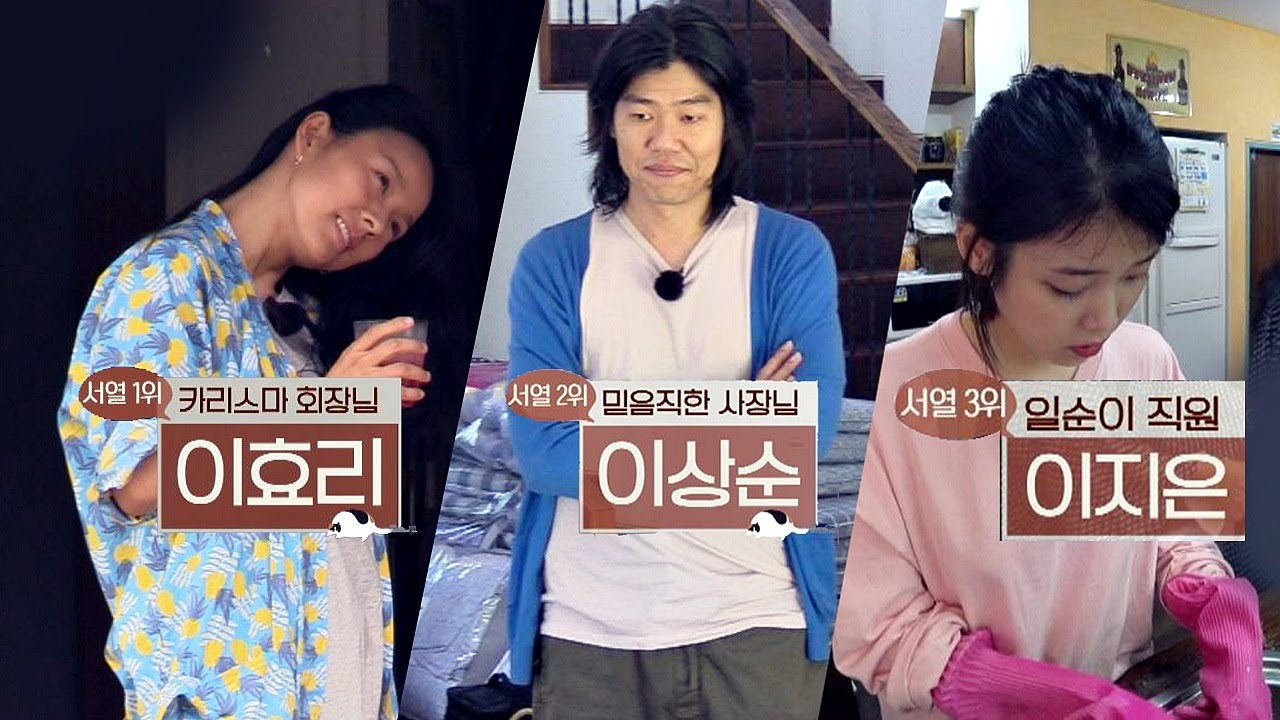 서열 1위
카리스마 회장님
이효리
서열 2위
믿음직한 사장님
이상순
서열 3위
일순이 직원
이지은